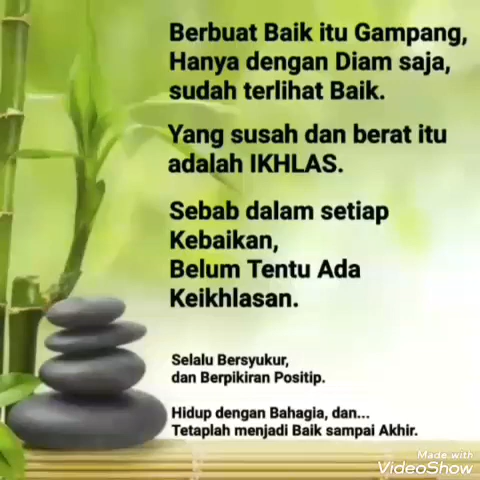 Berbuat Baik itu Gampang,
Hanya dengan Diam saja,
sudah terlihat Baik.
Yang susah dan berat itu
adalah IKHLAS.
Sebab dalam setiap
Kebaikan,
Belum Tentu Ada
Keikhlasan.
Selalu Bersyukur,
dan Berpikiran Positip.
Hidup dengan Bahagia, dan...
Tetaplah menjadi Baik sampai Akhir.
Made with
VideoShow